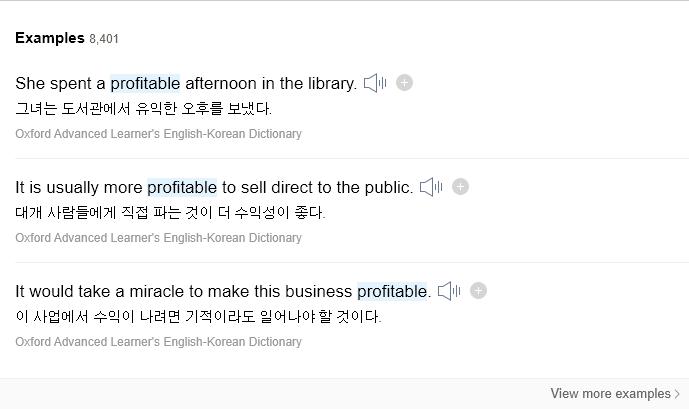 Examples 8,401
She spent a profitable afternoon in the library.
그녀는 도서관에서 유익한 오후를 보냈다.
Oxford Advanced Learner's English-Korean Dictionary
It is usually more profitable to sell direct to the public.
대개 사람들에게 직접 파는 것이 더 수익성이 좋다.
Oxford Advanced Learner's English-Korean Dictionary
It would take a miracle to make this business profitable.
이 사업에서 수익이 나려면 기적이라도 일어나야 할 것이다.
Oxford Advanced Learner's English-Korean Dictionary
View more examples